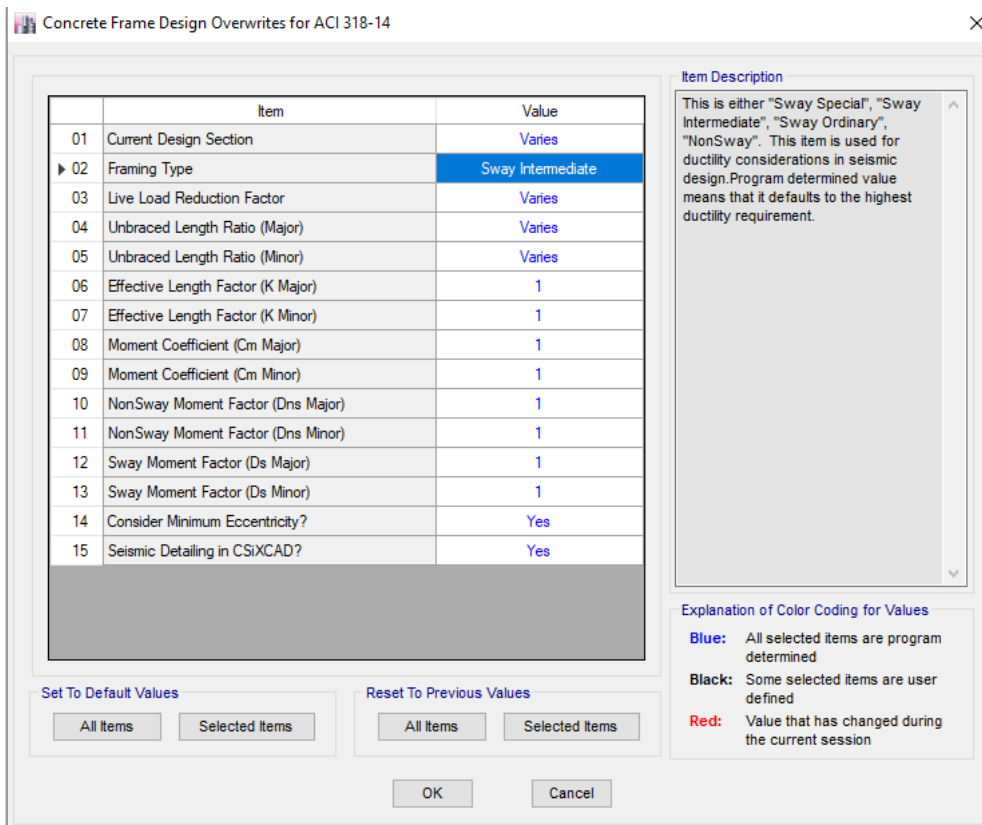 Concrete Frame Design Overwrites for ACI 318-14
Item Value
01 Current Design Section Varies
02 Framing Type Sway Intermediate
03 Live Load Reduction Factor Varies
04 Unbraced Length Ratio (Major) Varies
05 Unbraced Length Ratio (Minor) Varies
06 Effective Length Factor (K Major) 1
07 Effective Length Factor (K Minor) 1
08 Moment Coefficient (Cm Major) 1
09 Moment Coefficient (Cm Minor) 1
10 NonSway Moment Factor (Dns Major) 1
11 NonSway Moment Factor (Dns Minor) 1
12 Sway Moment Factor (Ds Major) 1
13 Sway Moment Factor (Ds Minor) 1
14 Consider Minimum Eccentricity? Yes
15 Seismic Detailing in CSiXCAD? Yes
Item Description
This is either "Sway Special", "Sway
Intermediate", "Sway Ordinary",
"NonSway". This item is used for
ductility considerations in seismic
design.Program determined value
means that it defaults to the highest
ductility requirement.
Explanation of Color Coding for Values
Blue: All selected items are program
determined
Black: Some selected items are user
defined
Red: Value that has changed during
the current session
Set To Default Values
All Items Selected Items
Reset To Previous Values
All Items Selected Items
OK Cancel